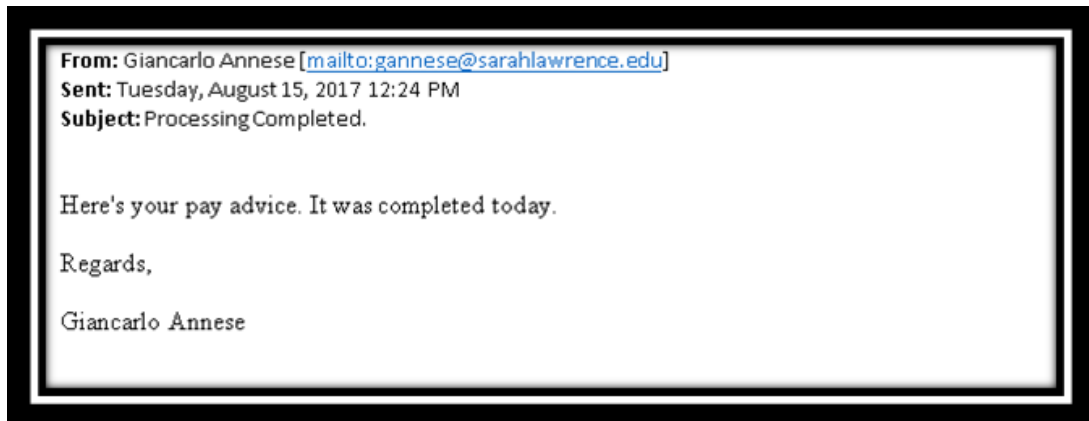 From: Giancarlo Annese [mailto:gannese@sarahlawrence.edu]
Sent: Tuesday, August 15, 2017 12:24 PM
Subject: Processing Completed.
Here's your pay advice. It was completed today.
Regards,
Giancarlo Annese